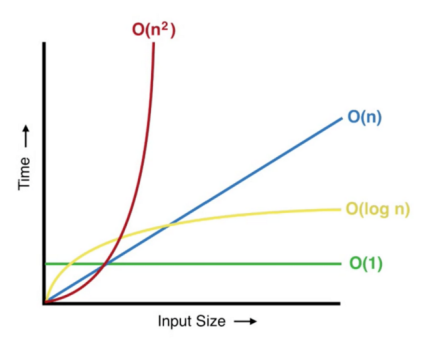 O(n²)
O(n)
Time →
O(log n)
O(1)
Input Size →